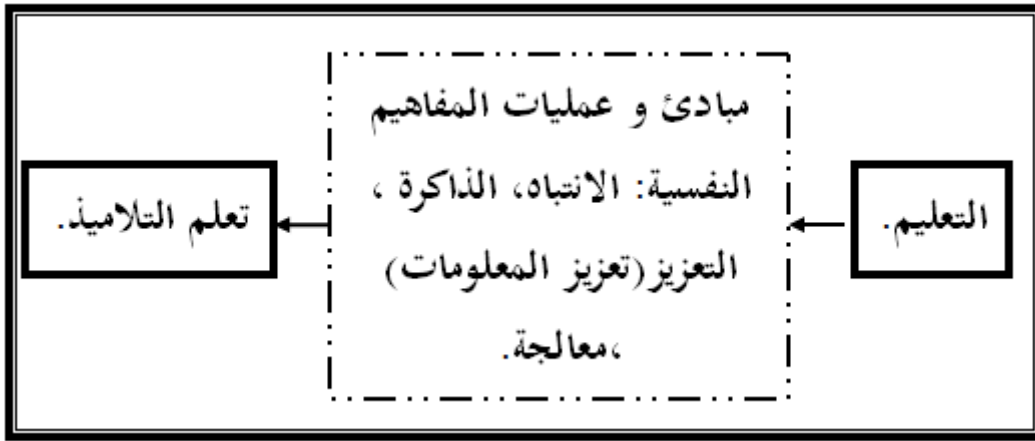 التعليم.
مبادئ و عمليات المفاهيم
النفسية: الانتباه، الذاكرة ،
التعزيز(تعزيز المعلومات)
،معالجة.
تعلم التلاميذ.